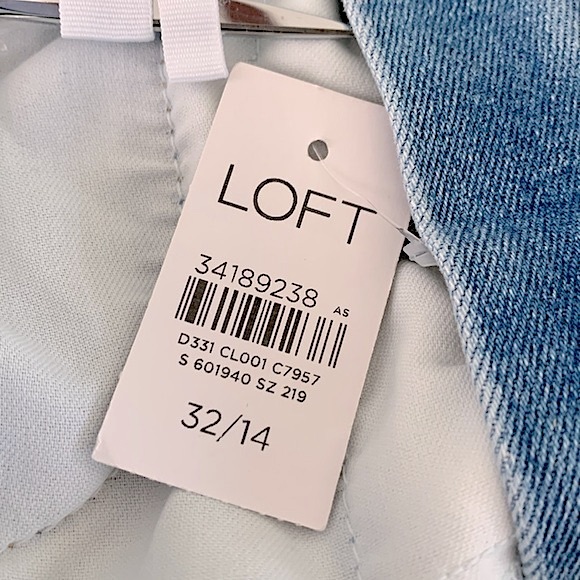 LOFT
34189238 AS
D331 CL001 C7957
S 601940 SZ 219
32/14